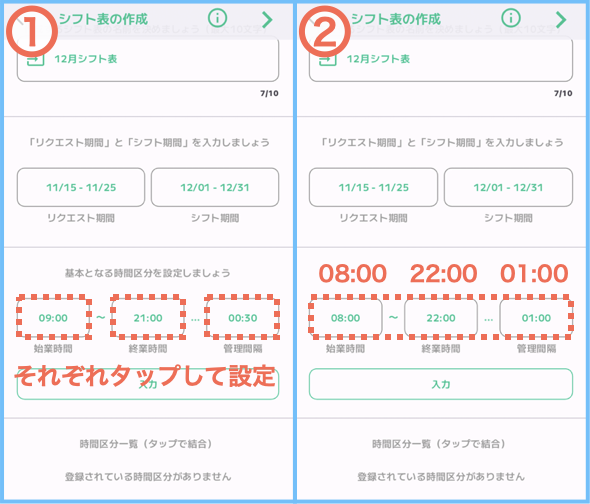 ①
シフト表の作成
12月シフト表
7/10
「リクエスト期間」と「シフト期間」を入力しましょう
11/15 - 11/25
12/01 - 12/31
リクエスト期間
シフト期間
基本となる時間区分を設定しましょう
09:00 ~ 21:00 ... 00:30
始業時間
終業時間
管理間隔
それぞれタップして設定
入力
時間区分一覧（タップで結合）
登録されている時間区分がありません
②
シフト表の作成
12月シフト表
7/10
「リクエスト期間」と「シフト期間」を入力しましょう
11/15 - 11/25
12/01 - 12/31
リクエスト期間
シフト期間
08:00 22:00 01:00
08:00 ~ 22:00 ... 01:00
始業時間
終業時間
管理間隔
入力
時間区分一覧（タップで結合）
登録されている時間区分がありません